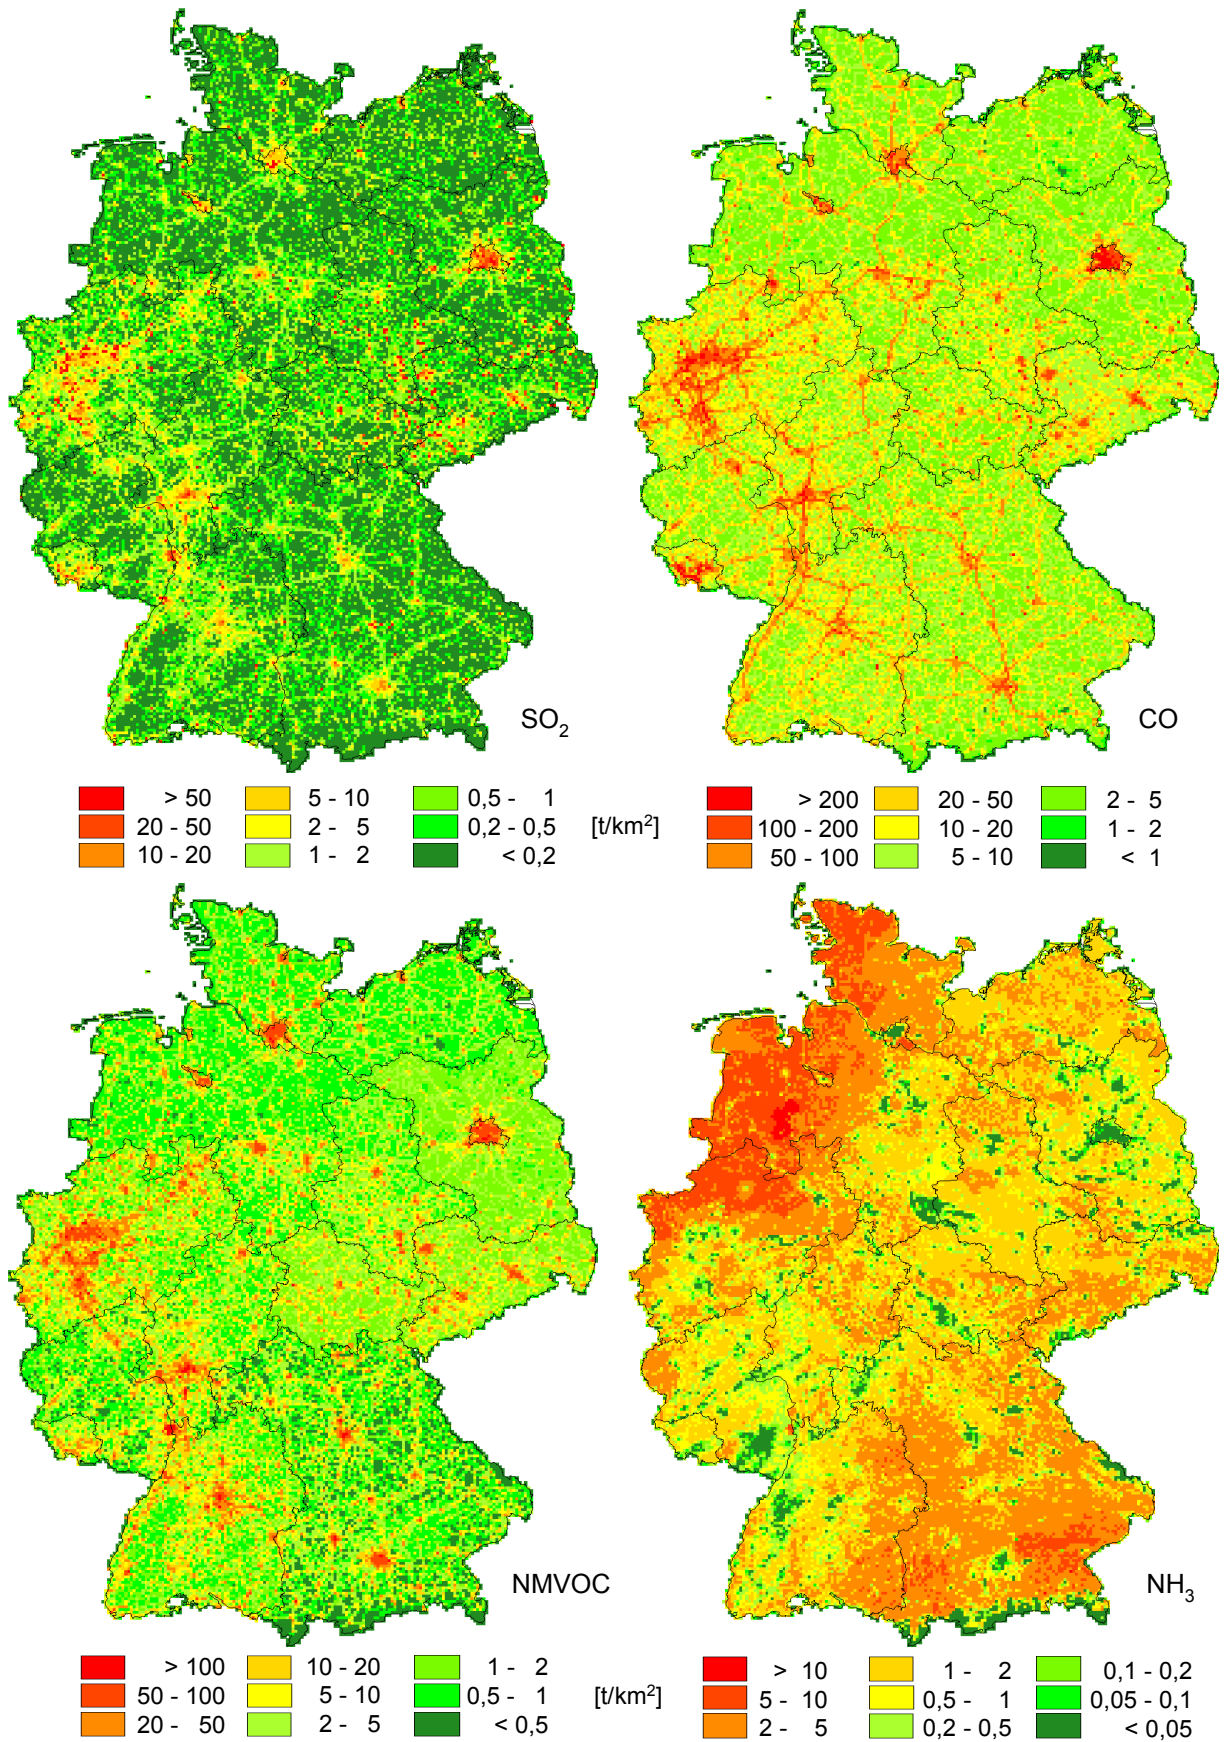 SO₂
CO
> 50 5 - 10 0,5 - 1
20 - 50 2 - 5 0,2 - 0,5
10 - 20 1 - 2 < 0,2
[t/km²]
> 200 20 - 50 2 - 5
100 - 200 10 - 20 1 - 2
50 - 100 5 - 10 < 1
NMVOC
NH₃
> 100 10 - 20 1 - 2
50 - 100 5 - 10 0,5 - 1
20 - 50 2 - 5 < 0,5
[t/km²]
> 10 1 - 2 0,1 - 0,2
5 - 10 0,5 - 1 0,05 - 0,1
2 - 5 0,2 - 0,5 < 0,05